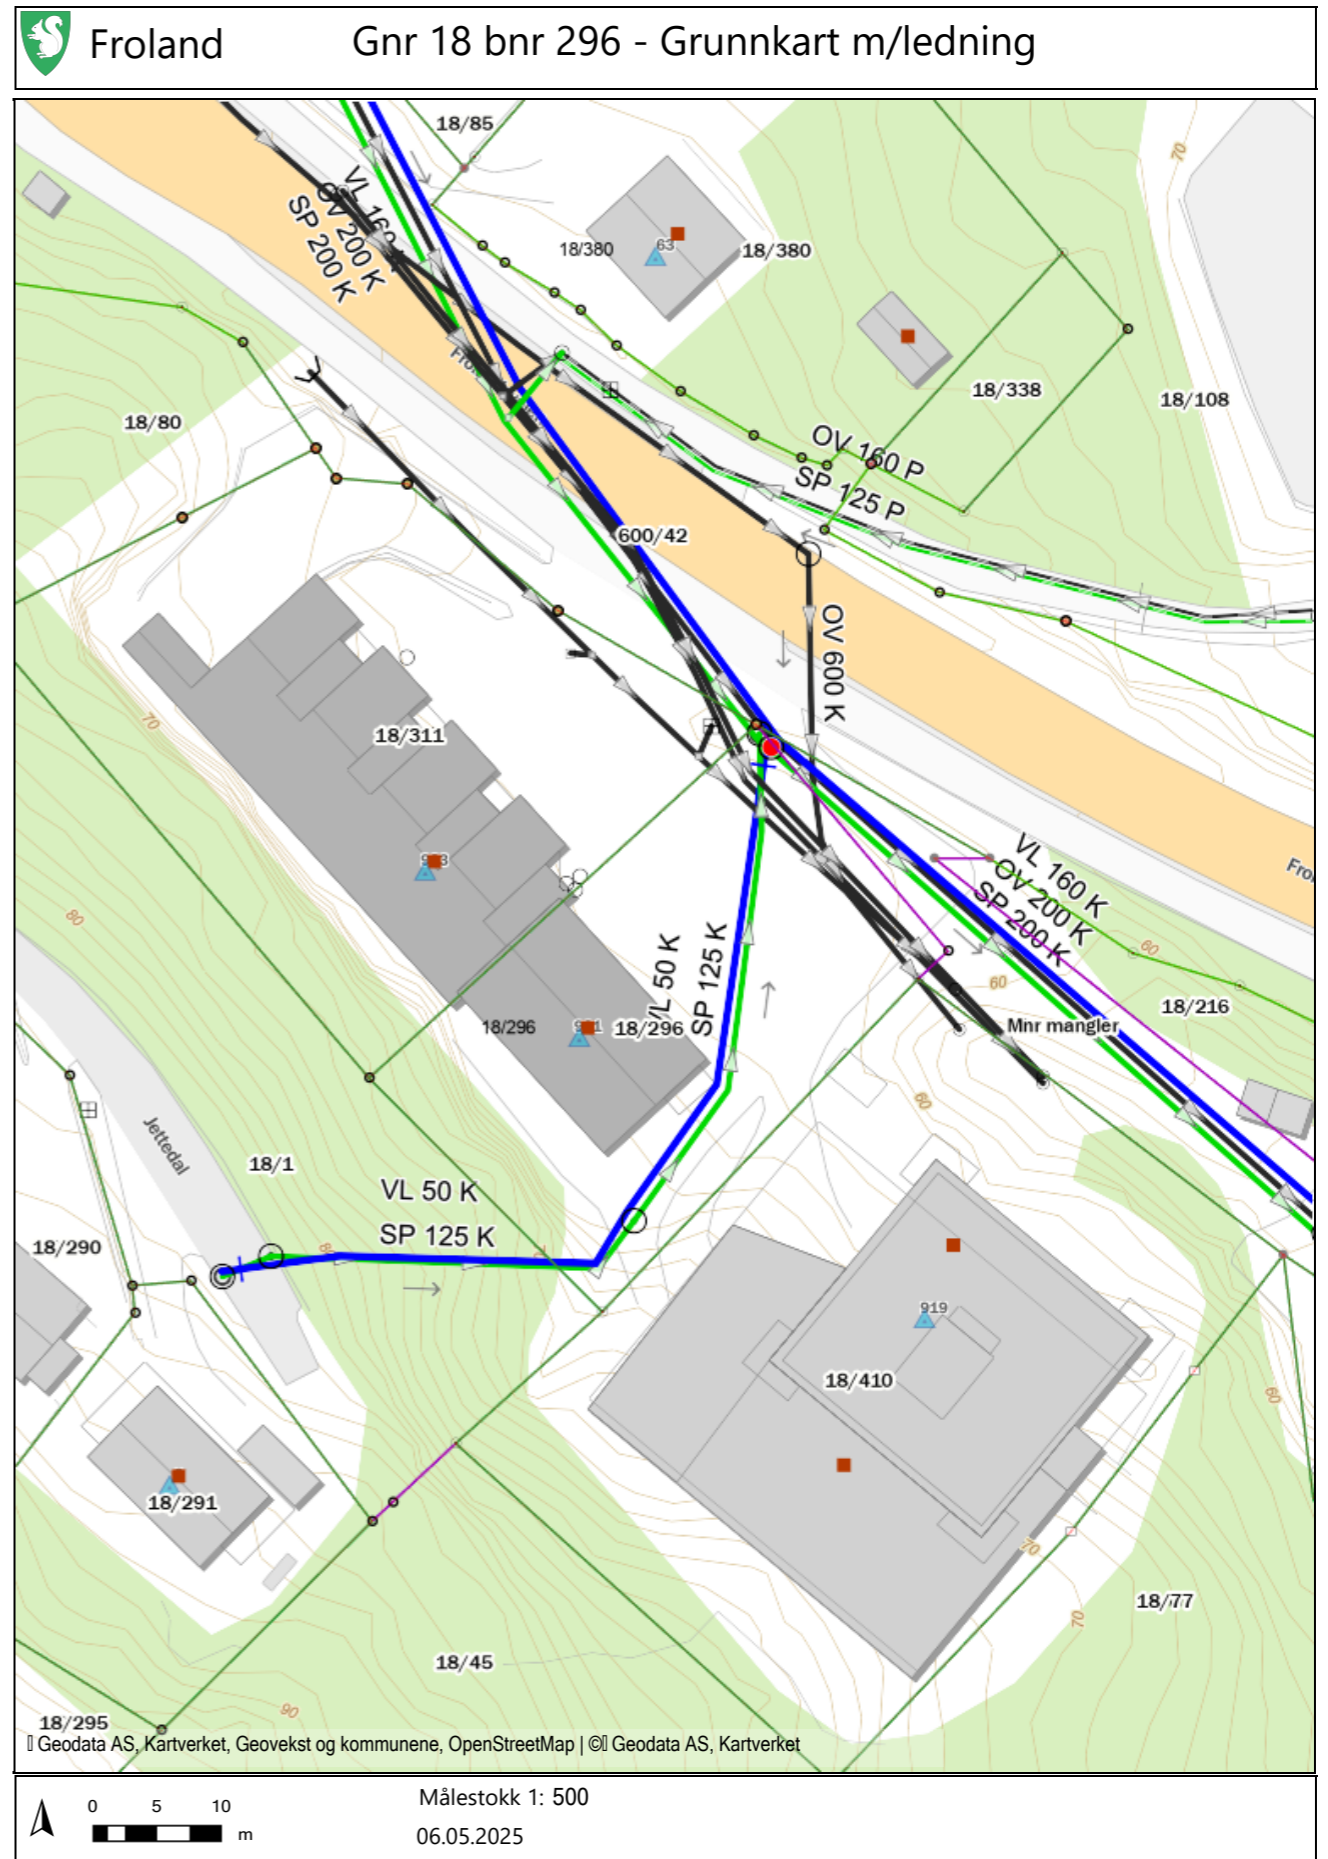 Froland
Gnr 18 bnr 296 - Grunnkart m/ledning
18/85
70
VL 160 K
OV 200 K
SP 200 K
18/380
63
18/380
18/338
18/108
18/80
OV 160 P
SP 125 P
600/42
OV 600 K
70
18/311
80
VL 160 K
OV 200 K
SP 200 K
60
60
18/216
VL 50 K
SP 125 K
18/296
18/296
Mnr mangler
60
Jettedal
18/1
VL 50 K
SP 125 K
18/290
80
919
18/410
60
18/291
70
18/77
70
18/45
90
18/295
Geodata AS, Kartverket, Geovekst og kommunene, OpenStreetMap | © Geodata AS, Kartverket
0 5 10
m
Målestokk 1: 500
06.05.2025